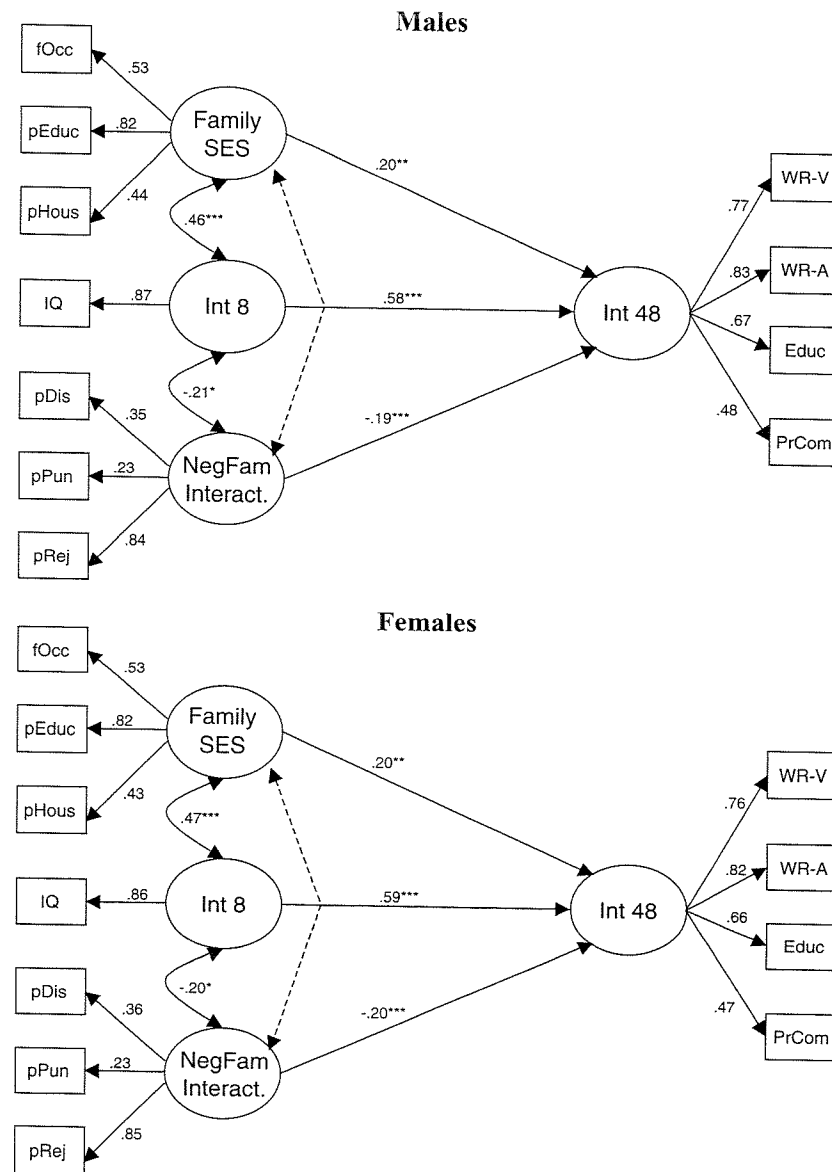 Males
fOcc
.53
pEduc
.82
pHous
.44
Family
SES
.20**
.46***
IQ
.87
Int 8
.58***
Int 48
-.21*
pDis
.35
pPun
.23
pRej
.84
NegFam
Interact.
-.19***
.77
WR-V
.83
WR-A
.67
Educ
.48
PrCom
Females
fOcc
.53
pEduc
.82
pHous
.43
Family
SES
.20**
.47***
IQ
.86
Int 8
.59***
Int 48
-.20*
pDis
.36
pPun
.23
pRej
.85
NegFam
Interact.
-.20***
.76
WR-V
.82
WR-A
.66
Educ
.47
PrCom